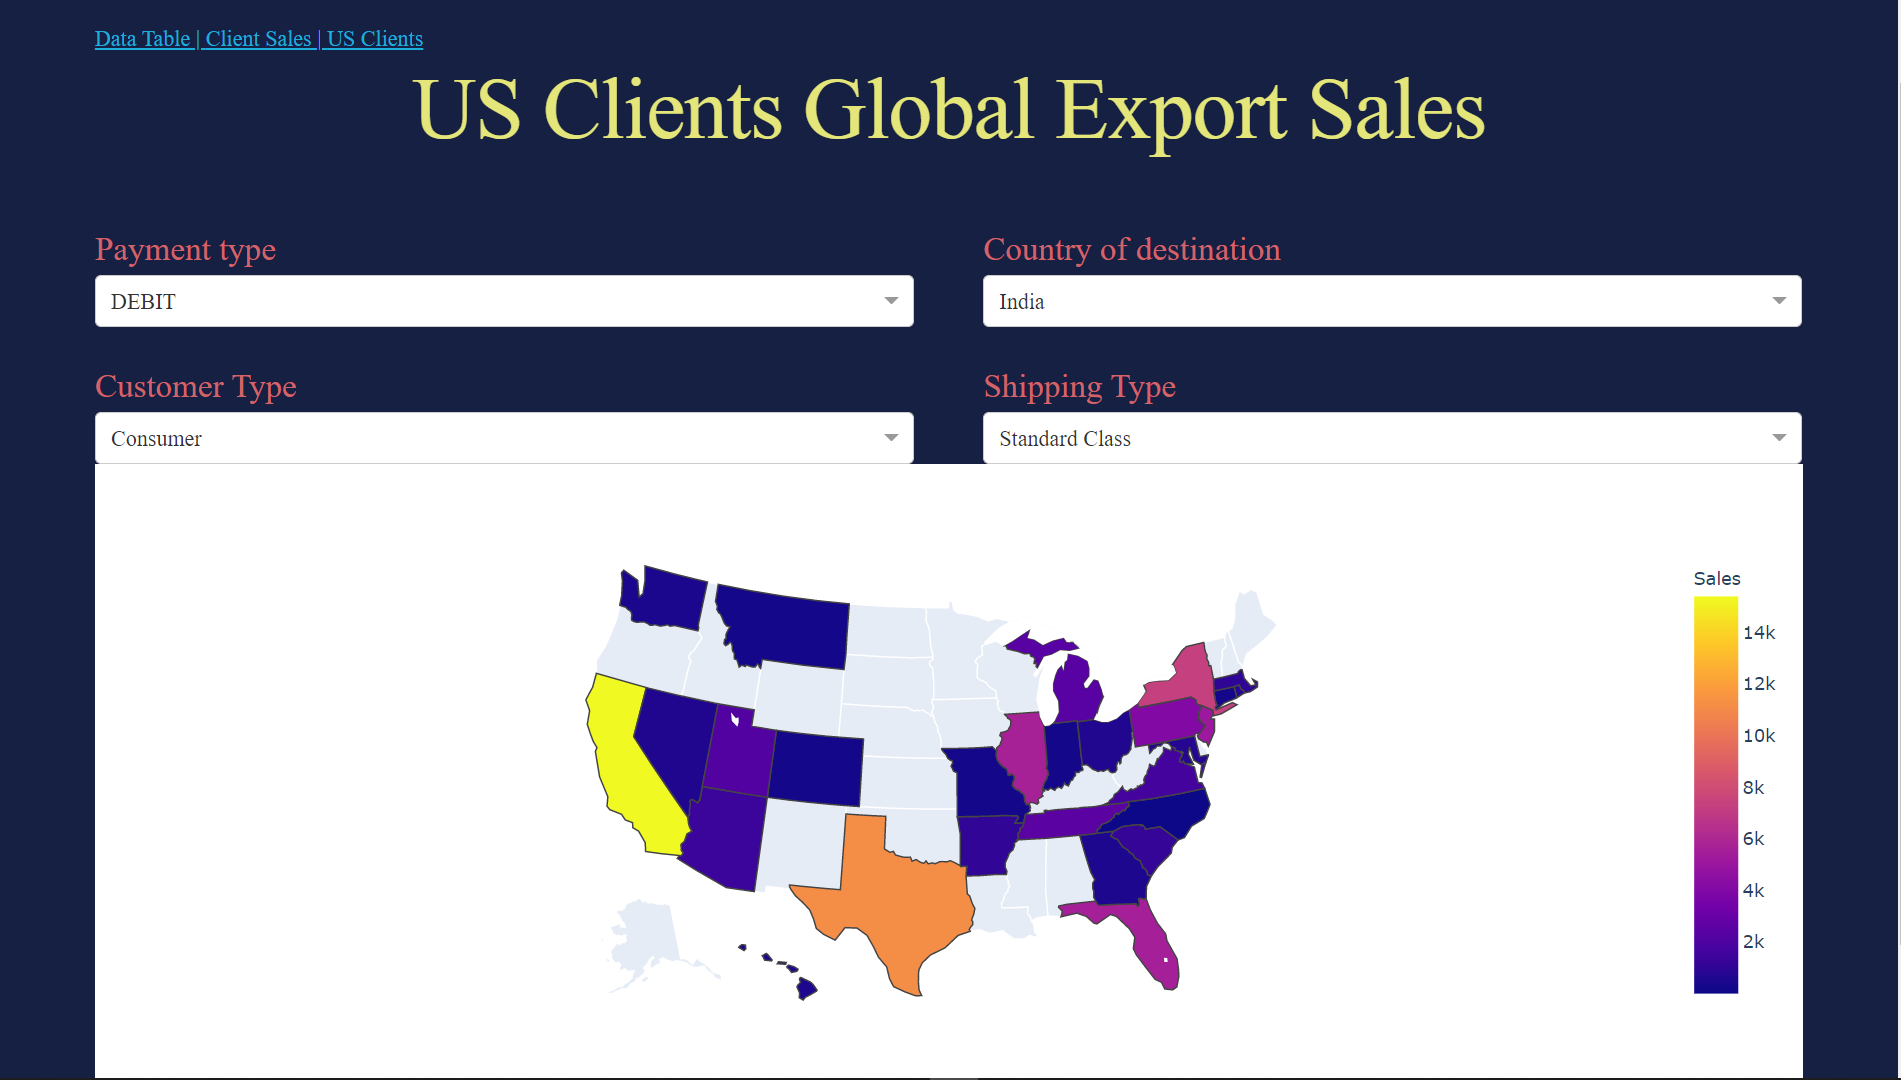 Data Table | Client Sales | US Clients
US Clients Global Export Sales
Payment type
DEBIT
Country of destination
India
Customer Type
Consumer
Shipping Type
Standard Class
Sales
14k
12k
10k
8k
6k
4k
2k